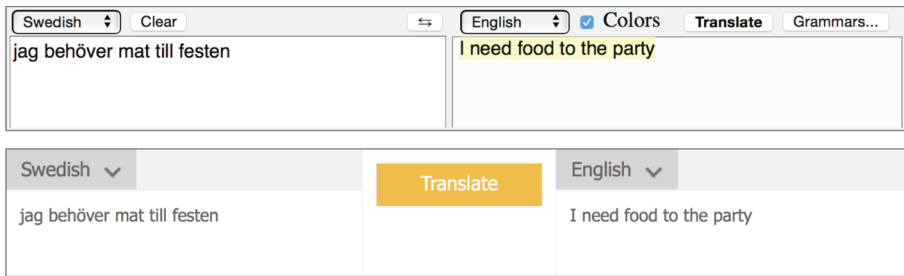 Swedish Clear ⇆ English Colors Translate Grammars...
jag behöver mat till festen I need food to the party
Swedish Translate English
jag behöver mat till festen I need food to the party